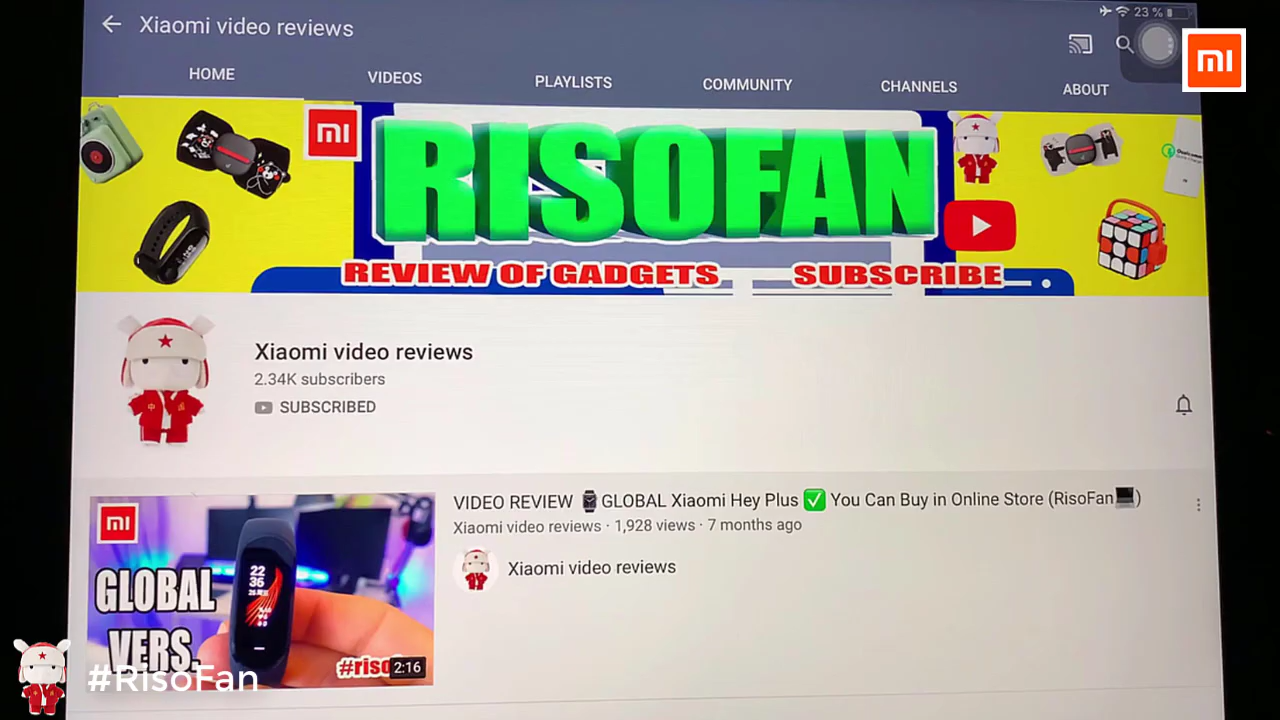 Xiaomi video reviews
23 %
HOME VIDEOS PLAYLISTS COMMUNITY CHANNELS ABOUT
RISOFAN
REVIEW OF GADGETS SUBSCRIBE
Xiaomi video reviews
2.34K subscribers
SUBSCRIBED
VIDEO REVIEW ⌚ GLOBAL Xiaomi Hey Plus ✅ You Can Buy in Online Store (RisoFan💻)
Xiaomi video reviews · 1,928 views · 7 months ago
Xiaomi video reviews
mi
mi
mi
GLOBAL
VERS.
22
36
#riso
2:16
#RisoFan